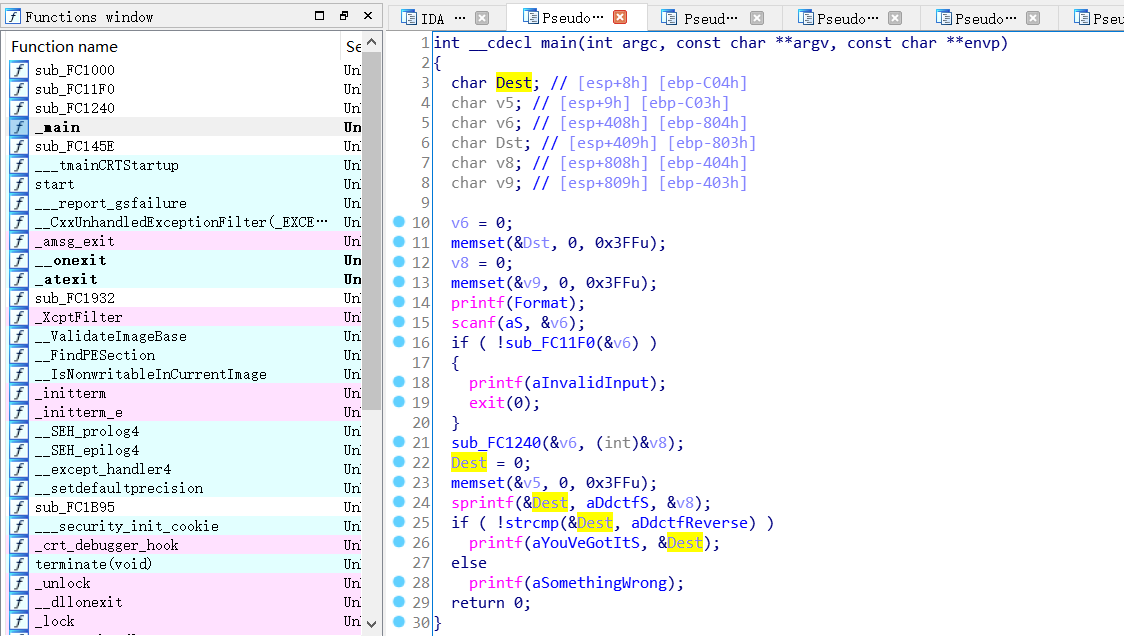 Functions window
Function name Se
f sub_FC1000 Un
f sub_FC11F0 Un
f sub_FC1240 Un
f _main Un
f sub_FC145E Un
f ___tmainCRTStartup Un
f start Un
f ___report_gsfailure Un
f __CxxUnhandledExceptionFilter(_EXCE… Un
f _amsg_exit Un
f __onexit Un
f _atexit Un
f sub_FC1932 Un
f _XcptFilter Un
f __ValidateImageBase Un
f __FindPESection Un
f __IsNonwritableInCurrentImage Un
f _initterm Un
f _initterm_e Un
f __SEH_prolog4 Un
f __SEH_epilog4 Un
f __except_handler4 Un
f __setdefaultprecision Un
f sub_FC1B95 Un
f ___security_init_cookie Un
f _crt_debugger_hook Un
f terminate(void) Un
f _unlock Un
f __dllonexit Un
f _lock Un
IDA ··· Pseudo··· Pseud··· Pseudo··· Pseudo··· Pseu
1 int __cdecl main(int argc, const char **argv, const char **envp)
2 {
3 char Dest; // [esp+8h] [ebp-C04h]
4 char v5; // [esp+9h] [ebp-C03h]
5 char v6; // [esp+408h] [ebp-804h]
6 char Dst; // [esp+409h] [ebp-803h]
7 char v8; // [esp+808h] [ebp-404h]
8 char v9; // [esp+809h] [ebp-403h]
9
10 v6 = 0;
11 memset(&Dst, 0, 0x3FFu);
12 v8 = 0;
13 memset(&v9, 0, 0x3FFu);
14 printf(Format);
15 scanf(aS, &v6);
16 if ( !sub_FC11F0(&v6) )
17 {
18 printf(aInvalidInput);
19 exit(0);
20 }
21 sub_FC1240(&v6, (int)&v8);
22 Dest = 0;
23 memset(&v5, 0, 0x3FFu);
24 sprintf(&Dest, aDdctfS, &v8);
25 if ( !strcmp(&Dest, aDdctfReverse) )
26 printf(aYouVeGotItS, &Dest);
27 else
28 printf(aSomethingWrong);
29 return 0;
30 }